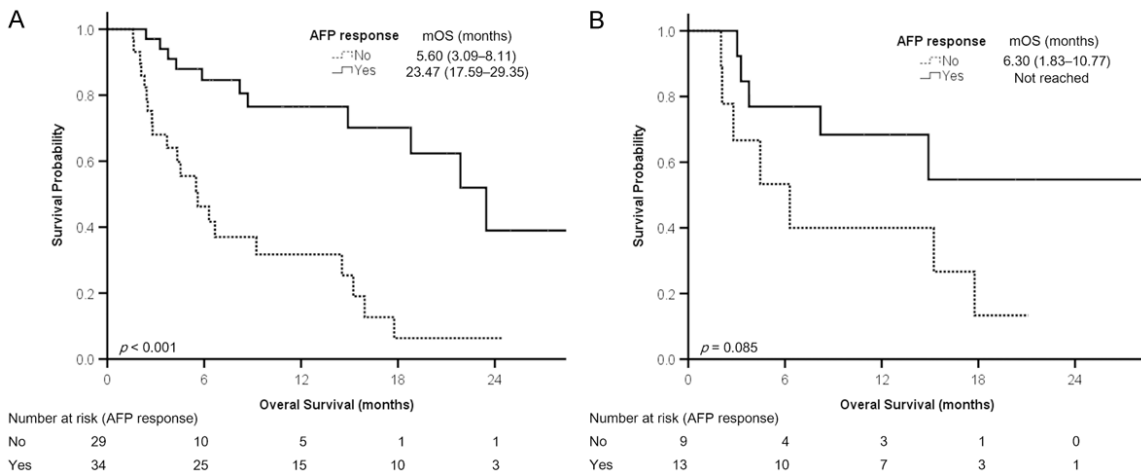 A
AFP response mOS (months)
No 5.60 (3.09–8.11)
Yes 23.47 (17.59–29.35)
1.0
0.8
0.6
0.4
0.2
0.0
Survival Probability
p < 0.001
0 6 12 18 24
Overal Survival (months)
Number at risk (AFP response)
No 29 10 5 1 1
Yes 34 25 15 10 3
B
AFP response mOS (months)
No 6.30 (1.83–10.77)
Yes Not reached
1.0
0.8
0.6
0.4
0.2
0.0
Survival Probability
p = 0.085
0 6 12 18 24
Overal Survival (months)
Number at risk (AFP response)
No 9 4 3 1 0
Yes 13 10 7 3 1